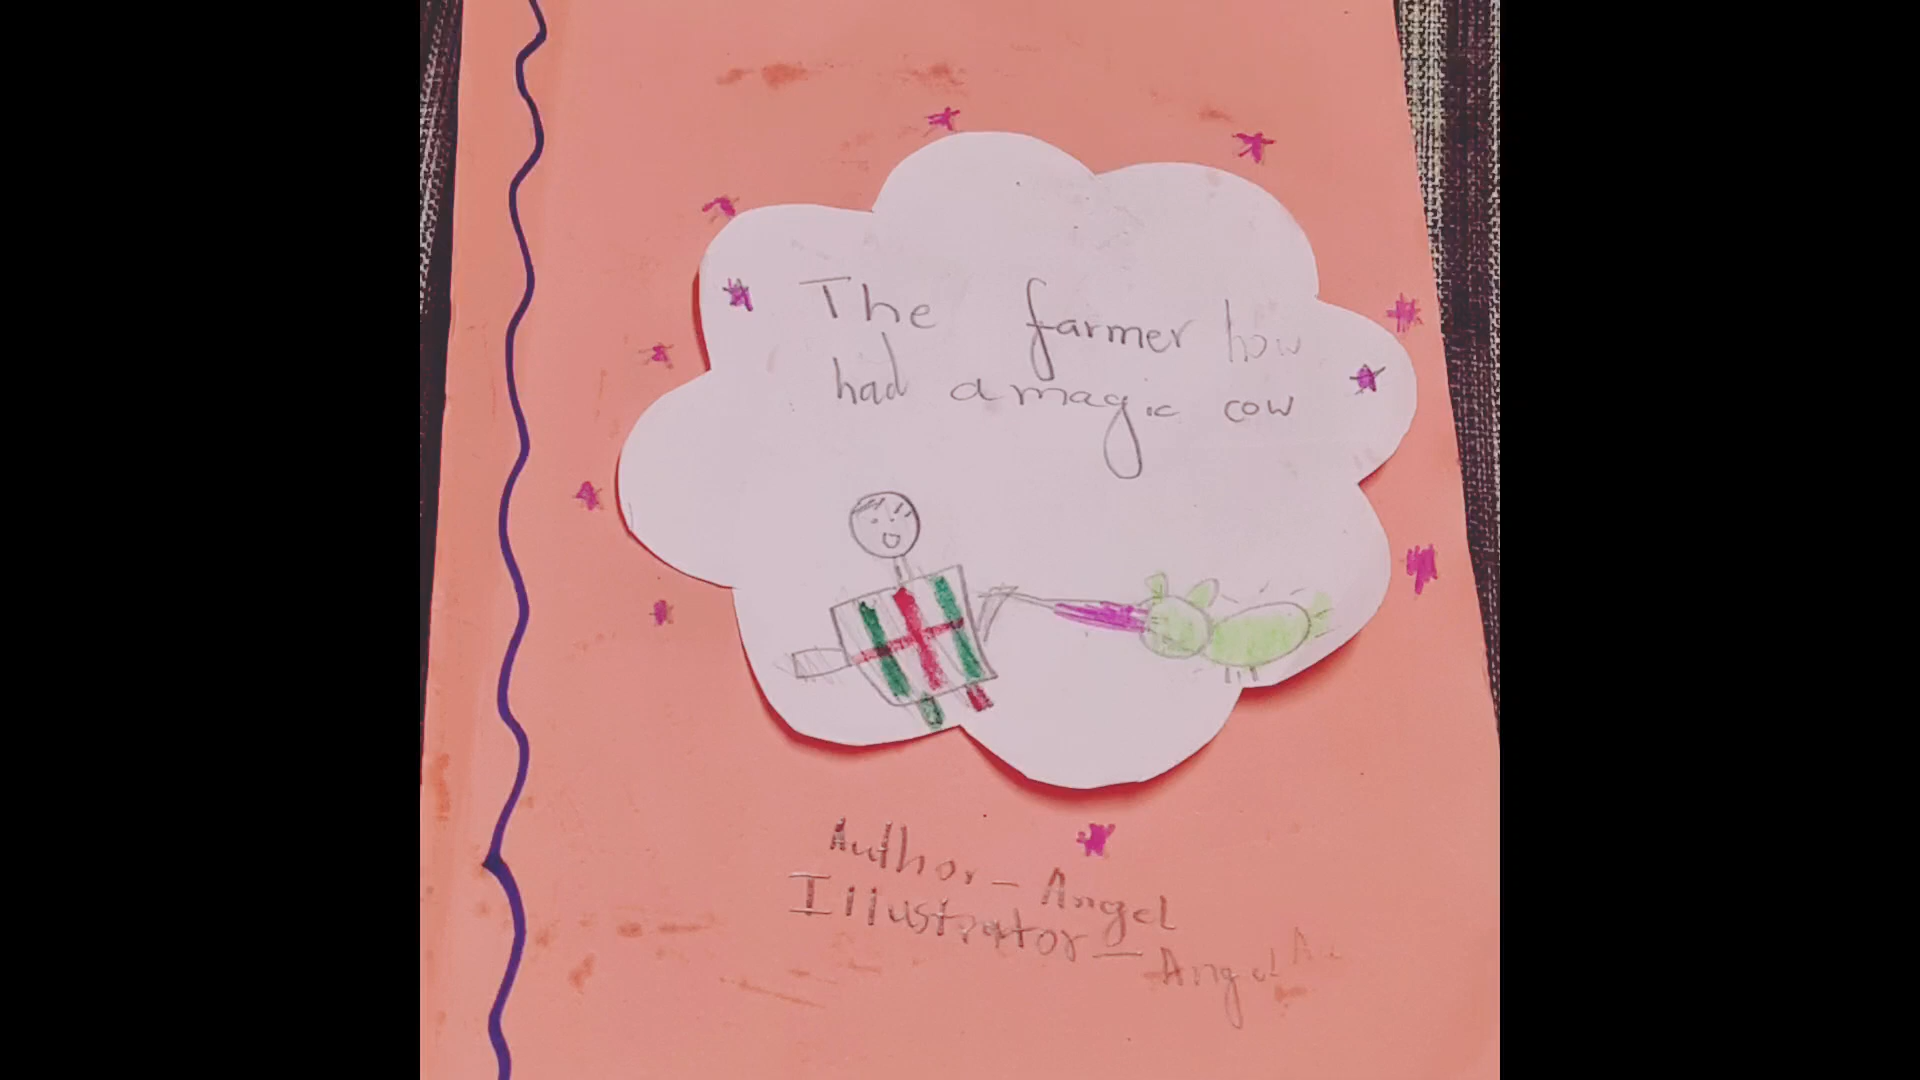 The farmer how
had a magic cow
Author - Angel
Illustrator - Angel